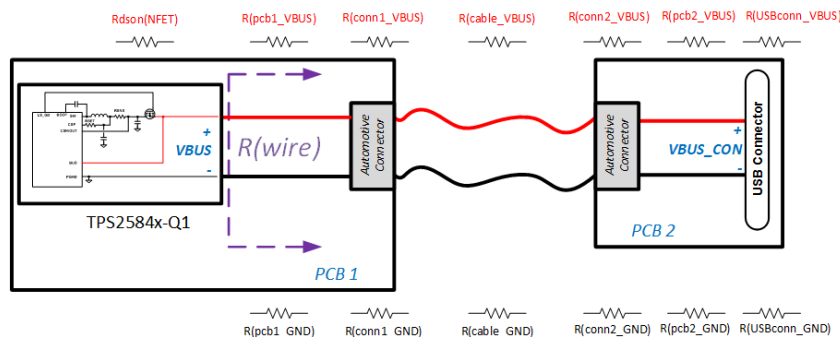 Rdson(NFET)
R(pcb1_VBUS)
R(conn1_VBUS)
R(cable_VBUS)
R(conn2_VBUS)
R(pcb2_VBUS)
R(USBconn_VBUS)
+
VBUS
-
R(wire)
Automotive
Connector
Automotive
Connector
+
VBUS_CON
-
USB Connector
TPS2584x-Q1
PCB 1
PCB 2
R(pcb1_GND)
R(conn1_GND)
R(cable_GND)
R(conn2_GND)
R(pcb2_GND)
R(USBconn_GND)